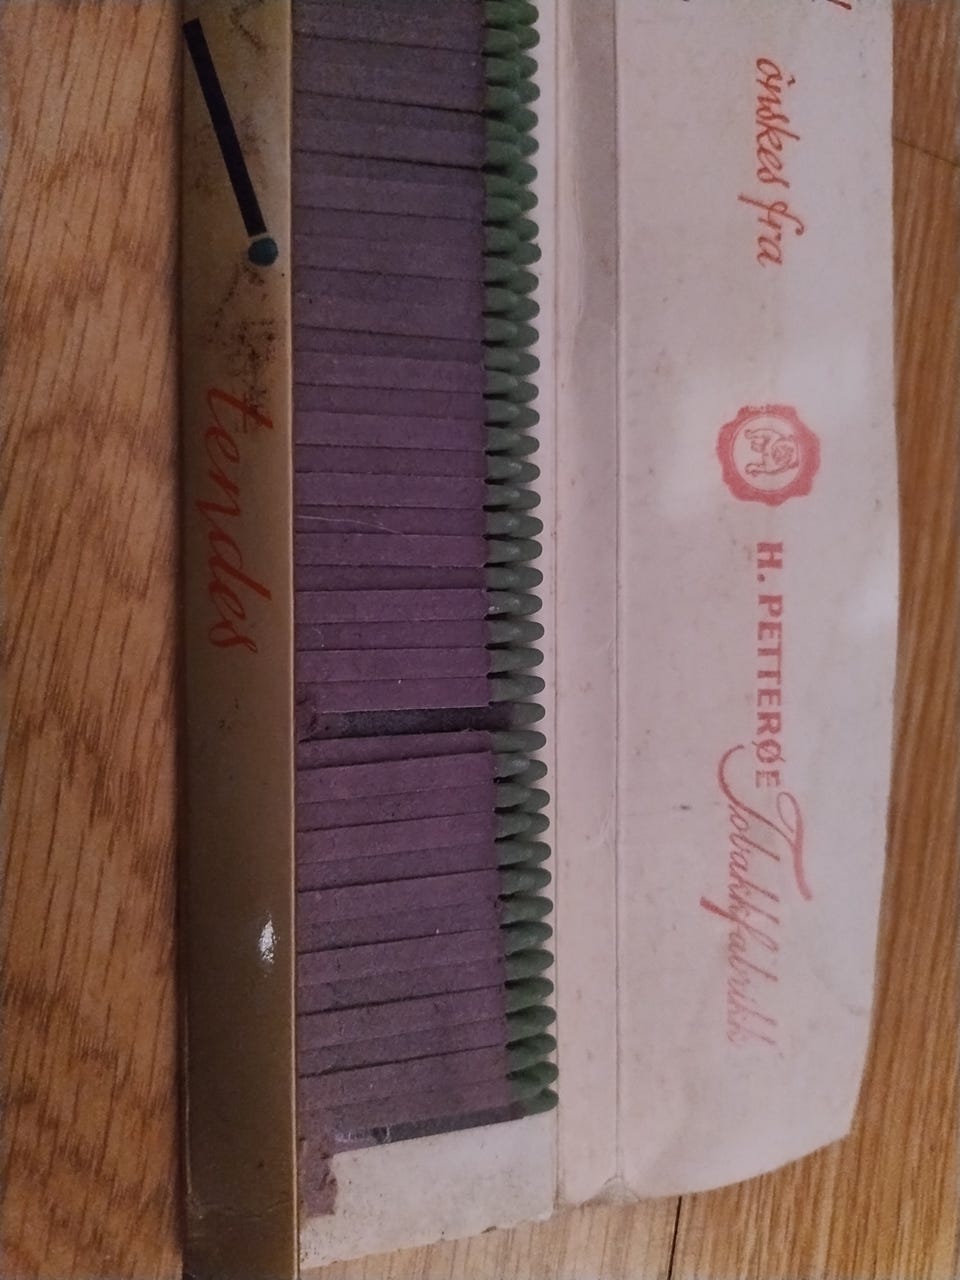 tendes
ønskes fra
H. PETTERØE
Tobakkfabrikk